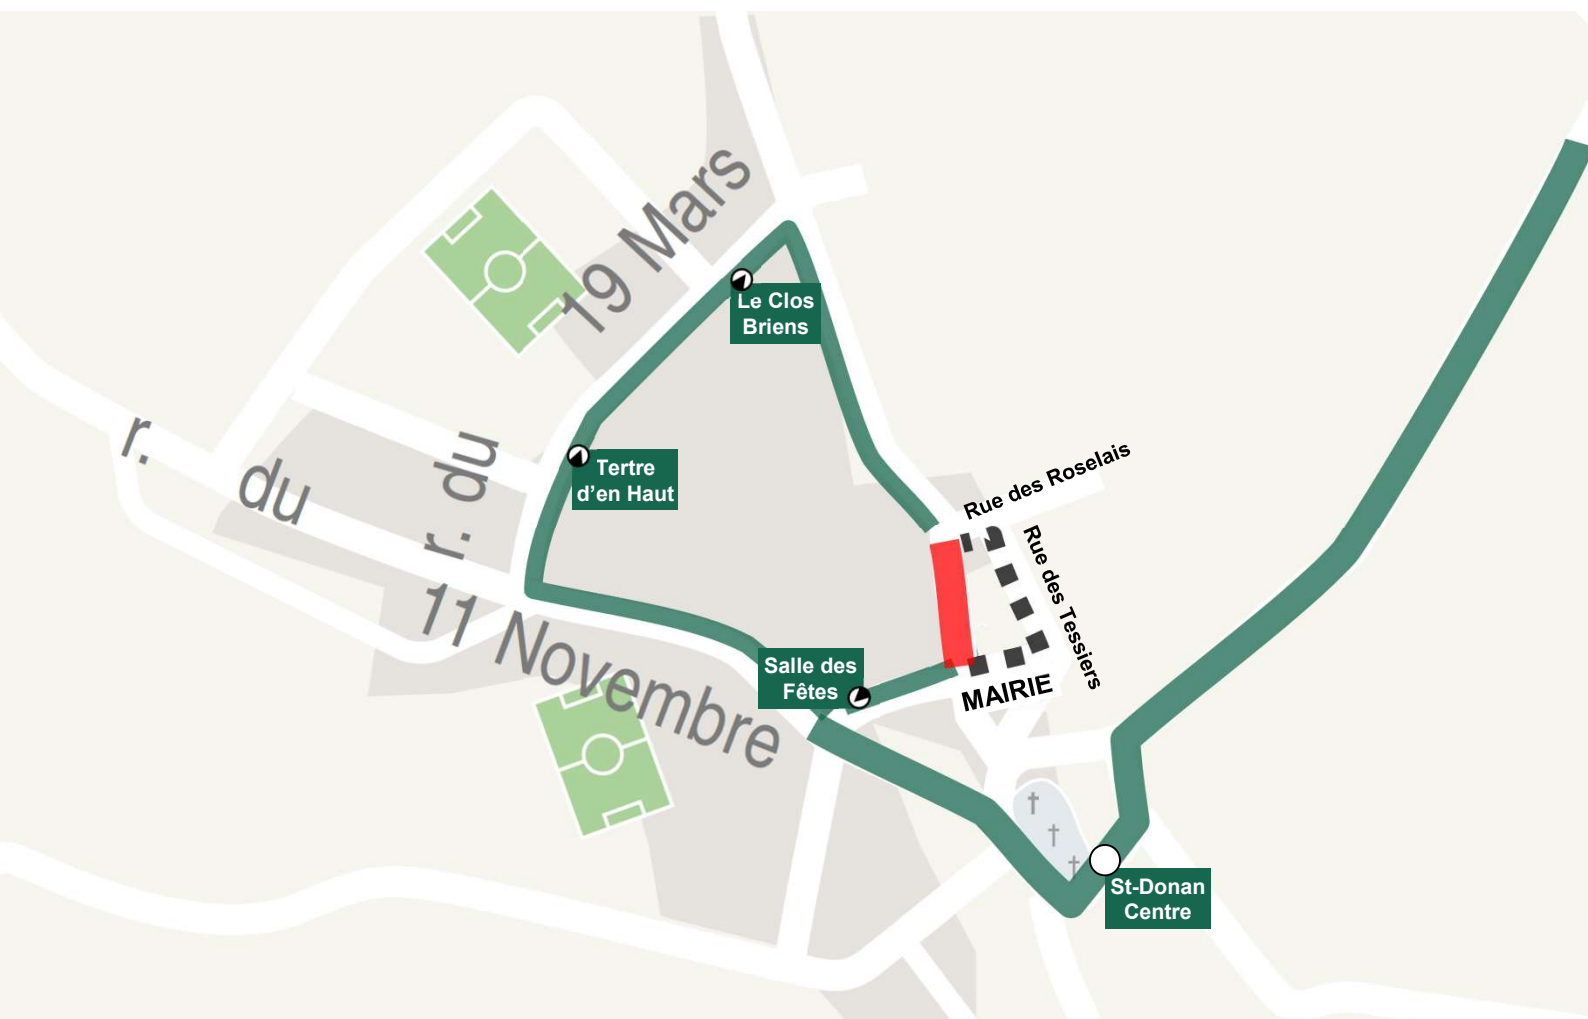 19 Mars
Le Clos
Briens
r.
du
r. du
Tertre
d'en Haut
Rue des Roselais
Rue des Tessiers
11 Novembre
Salle des
Fêtes
MAIRIE
St-Donan
Centre